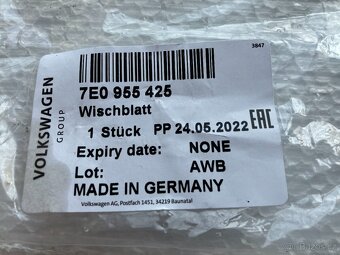 3847
VOLKSWAGEN
GROUP
7E0 955 425
Wischblatt
1 Stück PP 24.05.2022 EAC
Expiry date: NONE
Lot: AWB
MADE IN GERMANY
Volkswagen AG, Postfach 1451, 34219 Baunatal